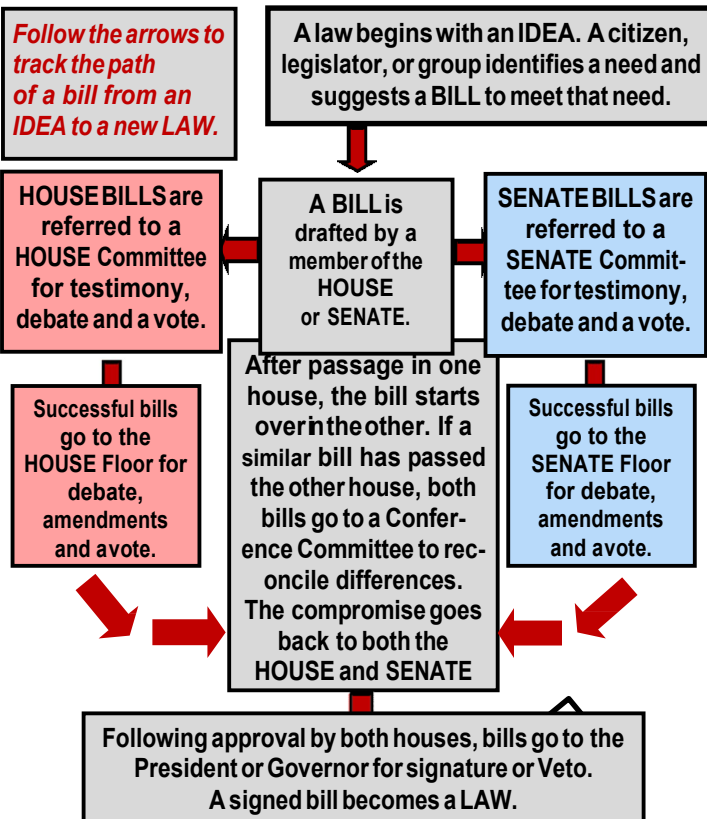 Follow the arrows to
track the path
of a bill from an
IDEA to a new LAW.
A law begins with an IDEA. A citizen,
legislator, or group identifies a need and
suggests a BILL to meet that need.
HOUSE BILLS are
referred to a
HOUSE Committee
for testimony,
debate and a vote.
A BILL is
drafted by a
member of the
HOUSE
or SENATE.
SENATE BILLS are
referred to a
SENATE Commit-
tee for testimony,
debate and a vote.
Successful bills
go to the
HOUSE Floor for
debate,
amendments
and avote.
After passage in one
house, the bill starts
over in the other. If a
similar bill has passed
the other house, both
bills go to a Confer-
ence Committee to rec-
oncile differences.
The compromise goes
back to both the
HOUSE and SENATE
Successful bills
go to the
SENATE Floor
for debate,
amendments
and avote.
Following approval by both houses, bills go to the
President or Governor for signature or Veto.
A signed bill becomes a LAW.